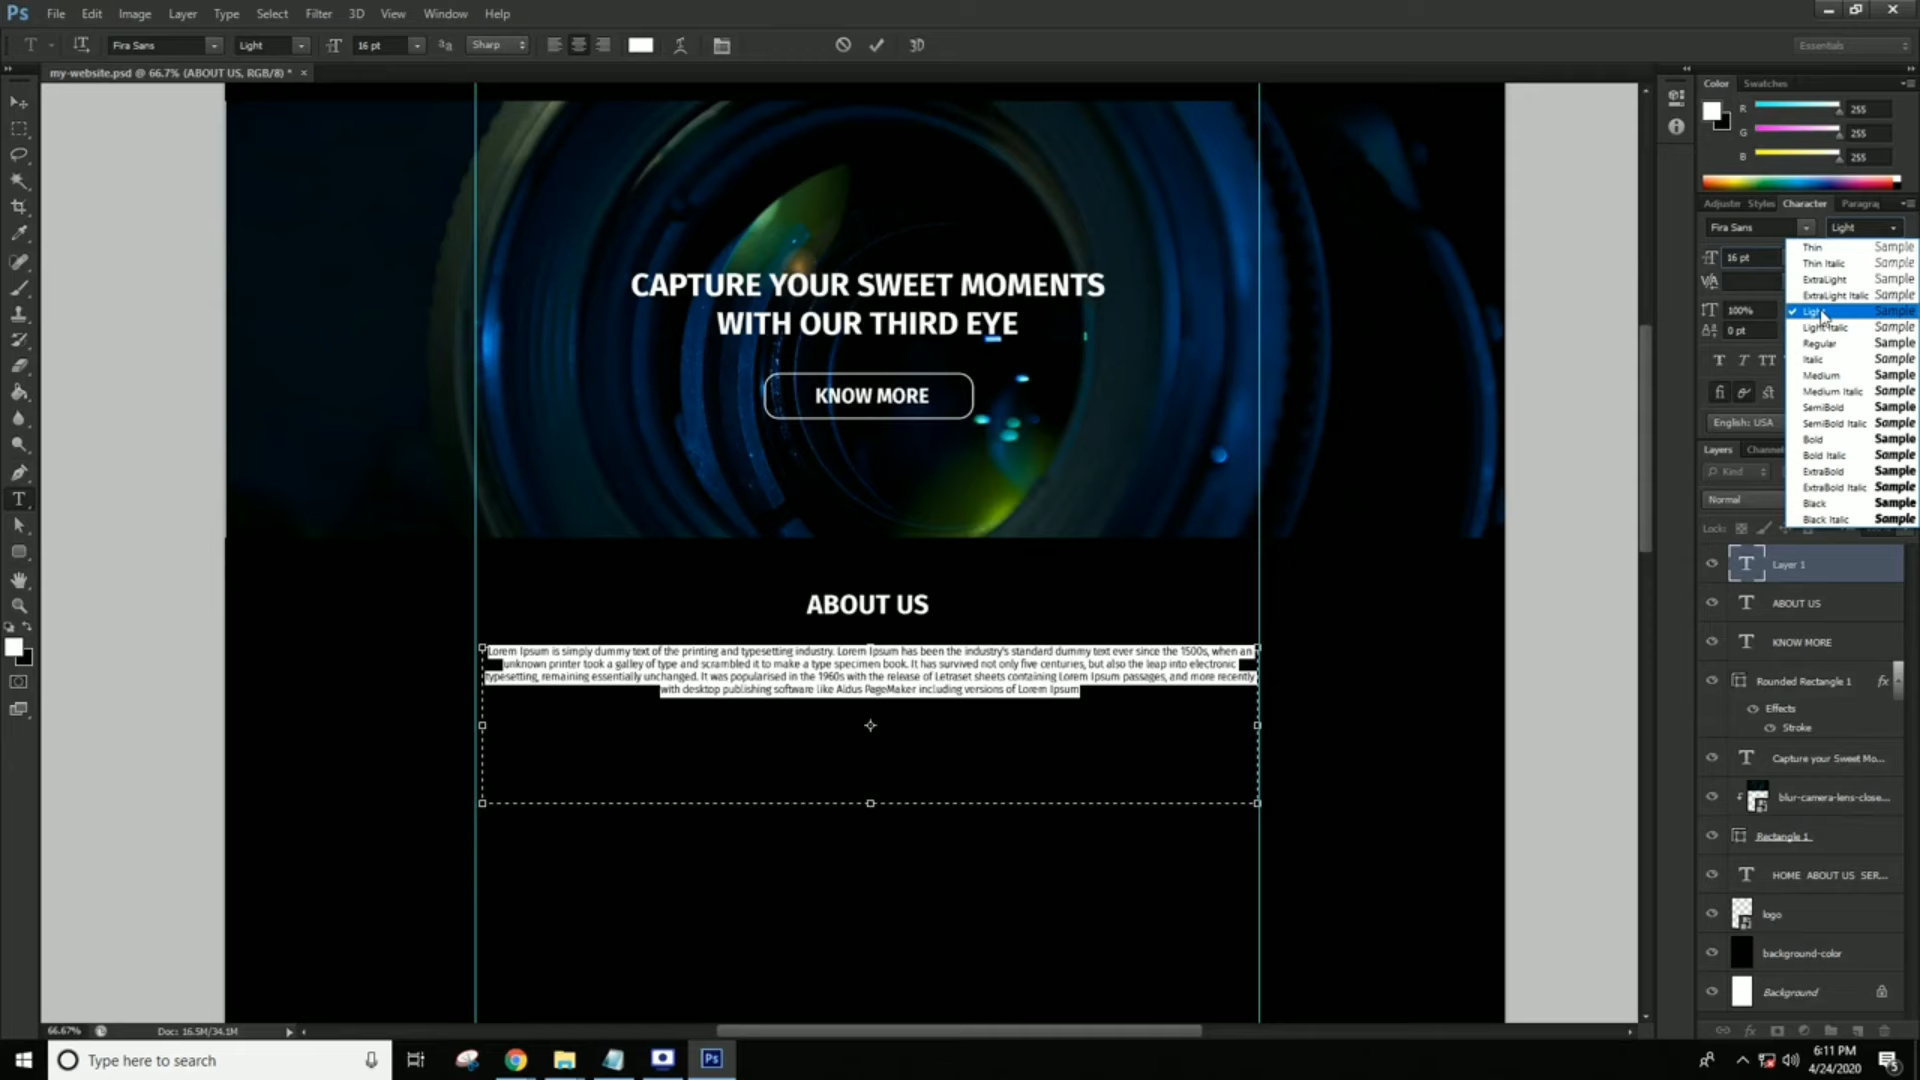 Ps File Edit Image Layer Type Select Filter 3D View Window Help
T Fira Sans Light 16 pt Sharp 3D Essentials
my-website.psd @ 66.7% (ABOUT US, RGB/8) * ×
Color Swatches
R 255
G 255
B 255
Adjustm Styles Character Paragrap
Fira Sans Light
16 pt
100%
0 pt
English: USA
Thin Sample
Thin Italic Sample
ExtraLight Sample
ExtraLight Italic Sample
Light Sample
Light Italic Sample
Regular Sample
Italic Sample
Medium Sample
Medium Italic Sample
SemiBold Sample
SemiBold Italic Sample
Bold Sample
Bold Italic Sample
ExtraBold Sample
ExtraBold Italic Sample
Black Sample
Black Italic Sample
CAPTURE YOUR SWEET MOMENTS
WITH OUR THIRD EYE
KNOW MORE
ABOUT US
Lorem Ipsum is simply dummy text of the printing and typesetting industry. Lorem Ipsum has been the industry's standard dummy text ever since the 1500s, when an
unknown printer took a galley of type and scrambled it to make a type specimen book. It has survived not only five centuries, but also the leap into electronic
typesetting, remaining essentially unchanged. It was popularised in the 1960s with the release of Letraset sheets containing Lorem Ipsum passages, and more recently
with desktop publishing software like Aldus PageMaker including versions of Lorem Ipsum
Layers Channe
Kind
Normal
Lock:
Layer 1
ABOUT US
KNOW MORE
Rounded Rectangle 1 fx
Effects
Stroke
Capture your Sweet Mo...
blur-camera-lens-close...
Rectangle 1
HOME ABOUT US SER...
logo
background-color
Background
66.67% Doc: 16.5M/34.1M
Type here to search
6:11 PM
4/24/2020
5